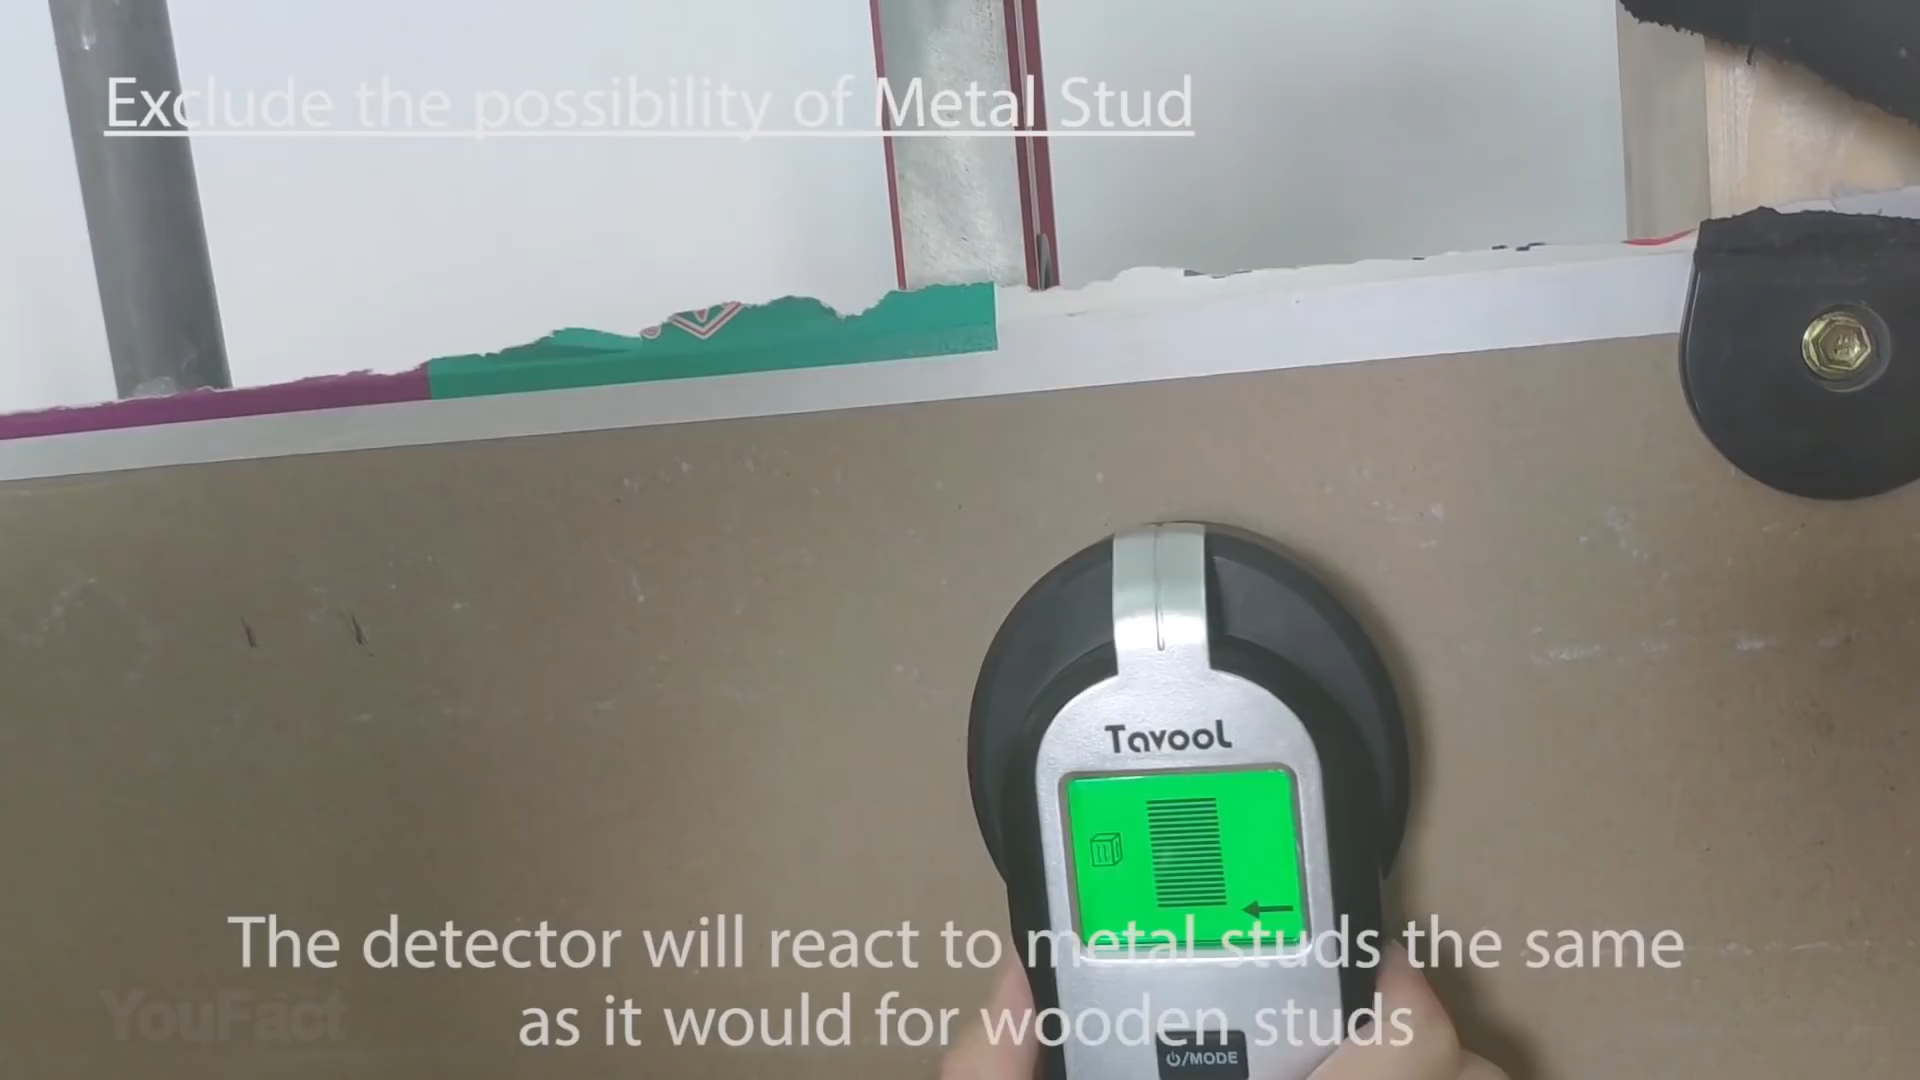 Exclude the possibility of Metal Stud
TavooL
The detector will react to metal studs the same
as it would for wooden studs
YouFact
/MODE